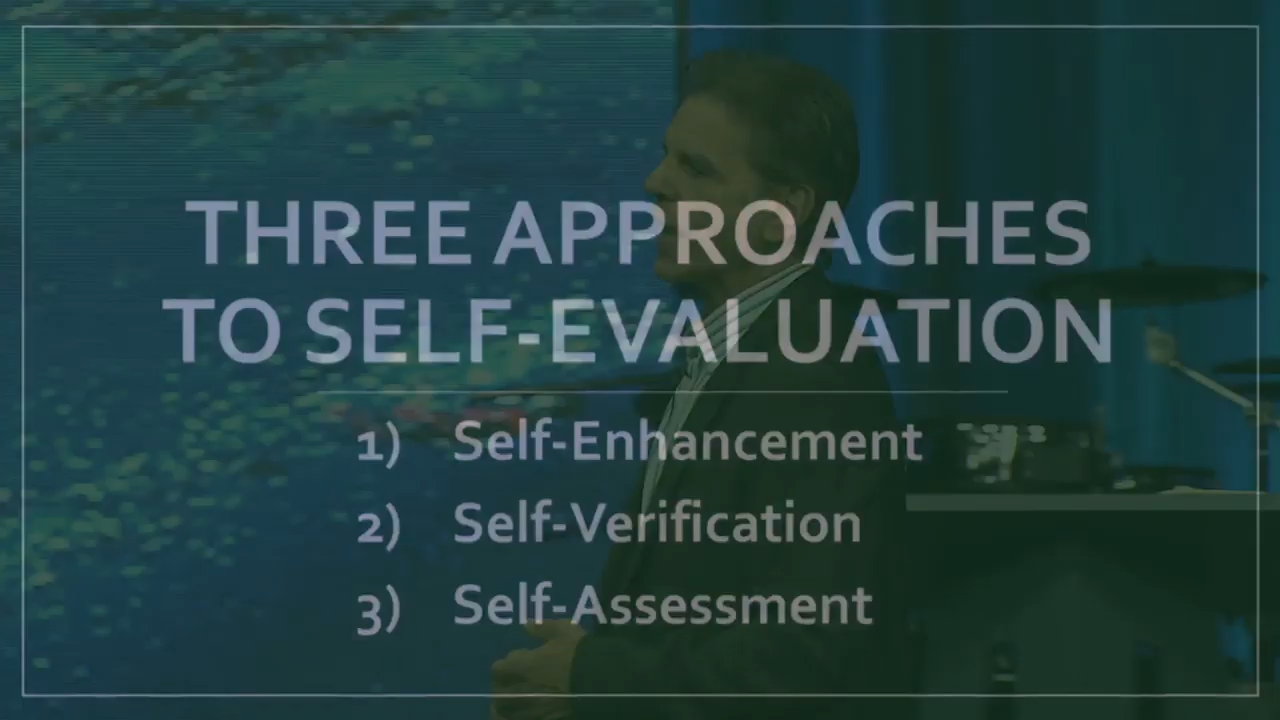 THREE APPROACHES
TO SELF-EVALUATION
1) Self-Enhancement
2) Self-Verification
3) Self-Assessment